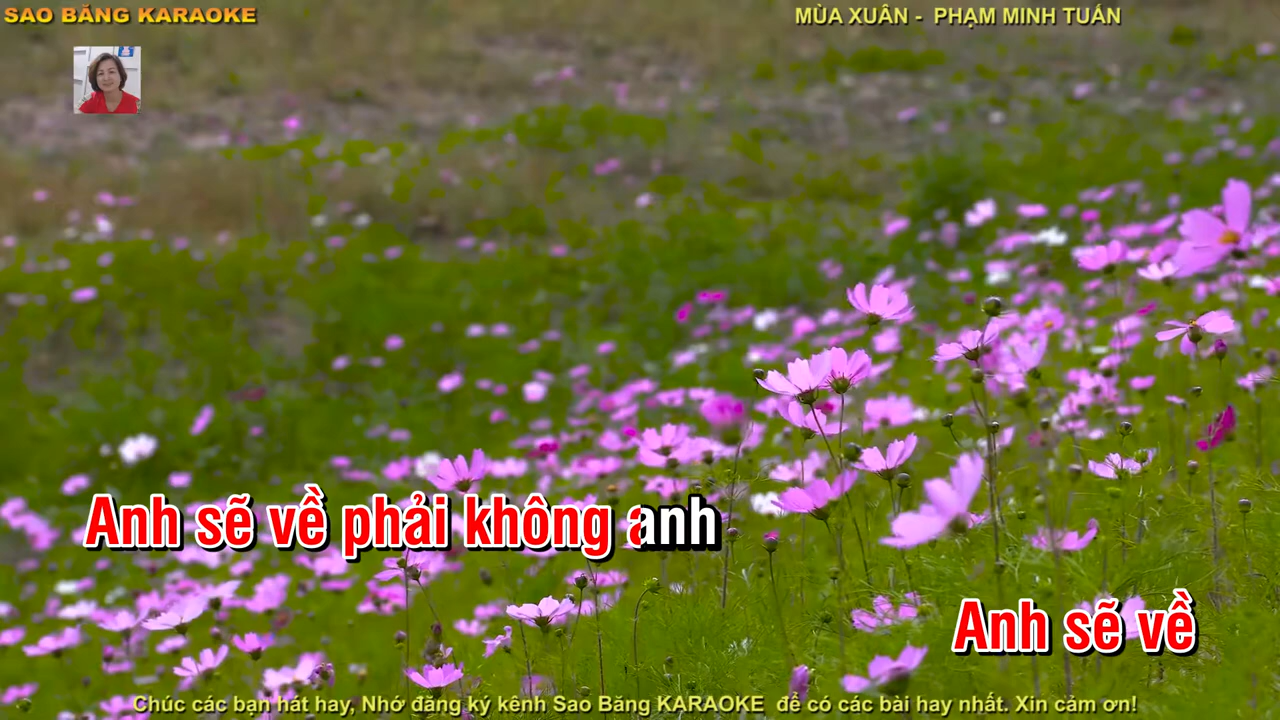 SAO BĂNG KARAOKE
MÙA XUÂN - PHẠM MINH TUẤN
Anh sẽ về phải không anh
Anh sẽ về
Chúc các bạn hát hay, Nhớ đăng ký kênh Sao Băng KARAOKE để có các bài hay nhất. Xin cảm ơn!